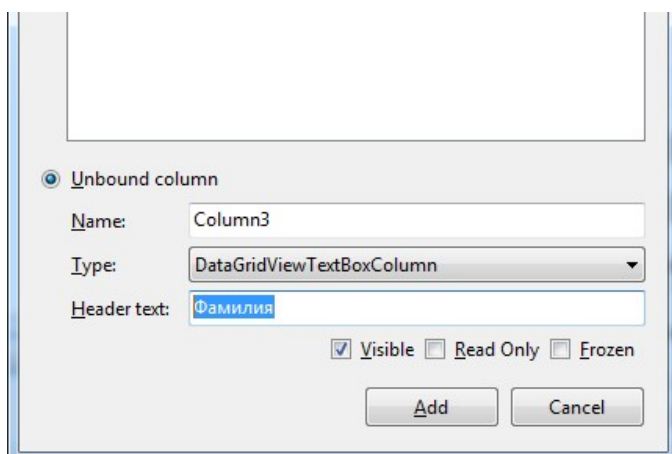 Unbound column
Name: Column3
Type: DataGridViewTextBoxColumn
Header text: Фамилия
Visible Read Only Frozen
Add Cancel